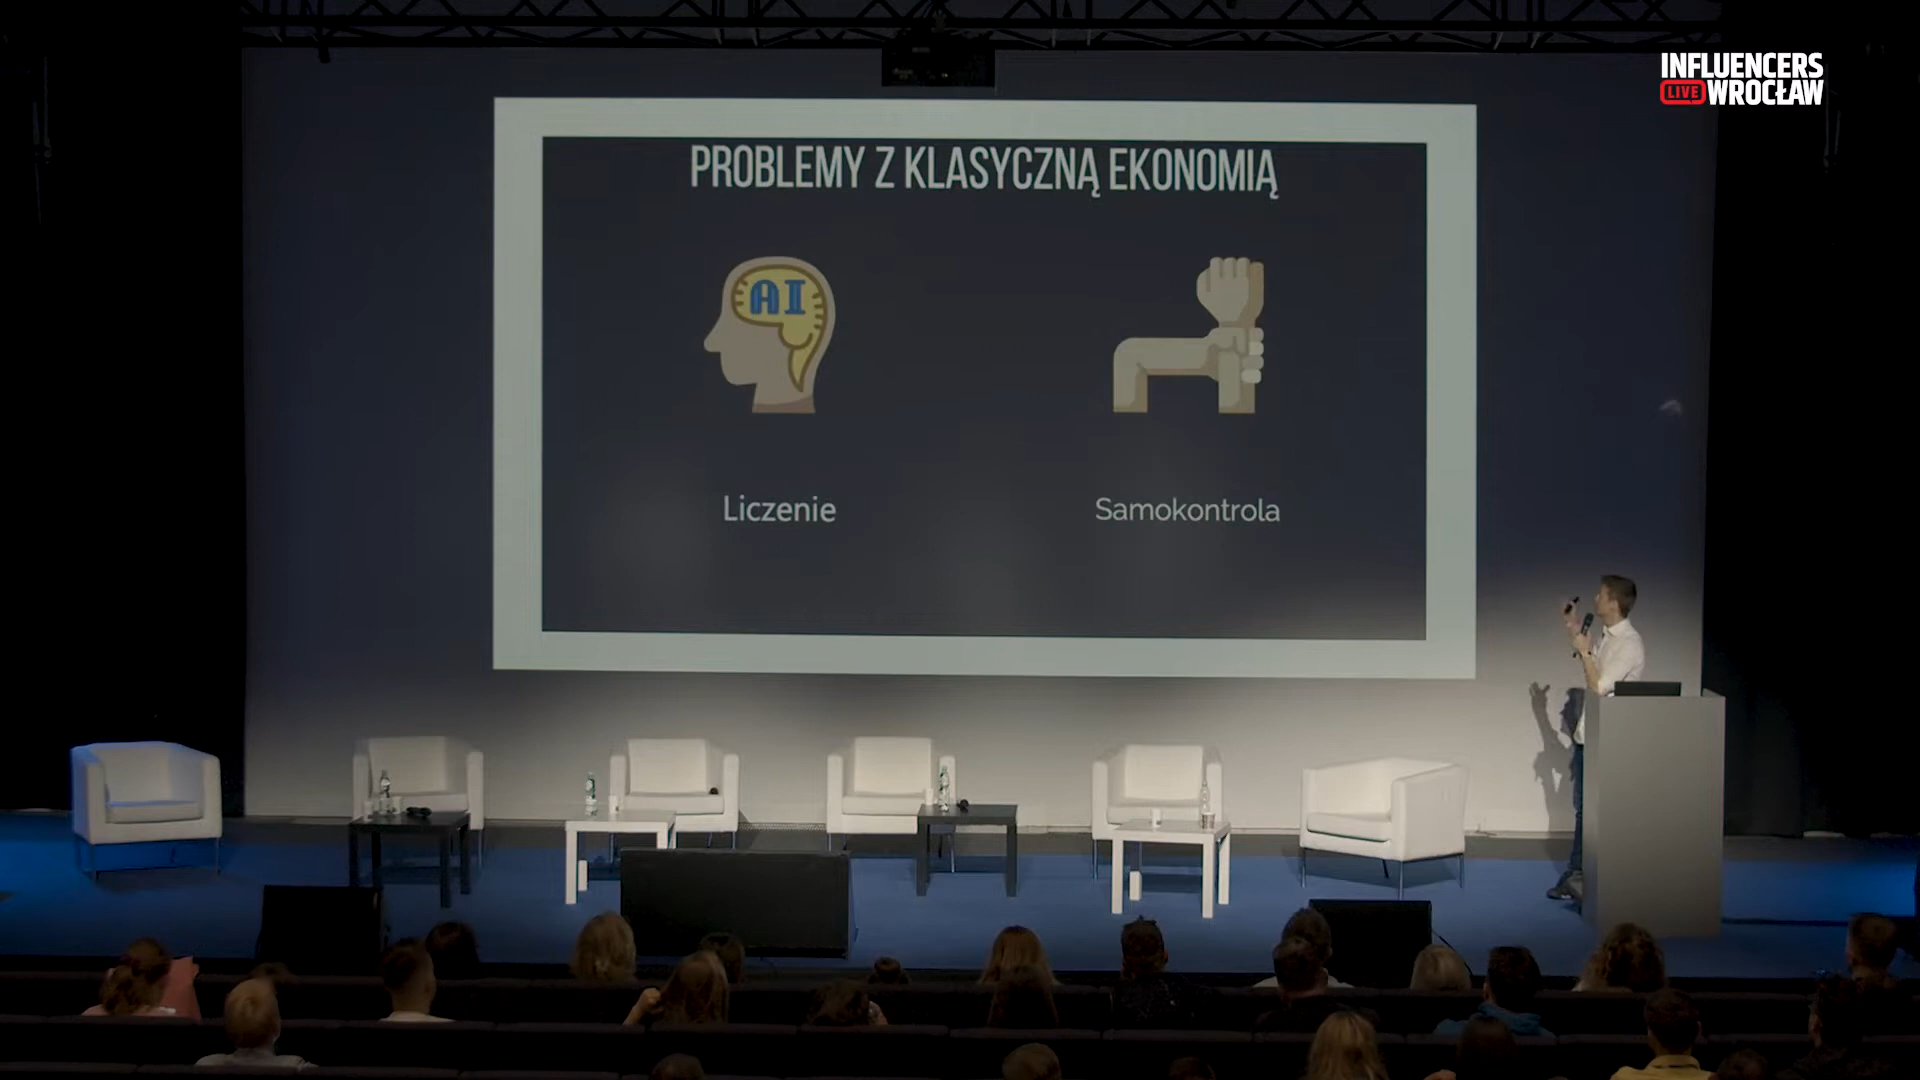 INFLUENCERS
LIVE WROCŁAW
PROBLEMY Z KLASYCZNĄ EKONOMIĄ
AI
Liczenie
Samokontrola